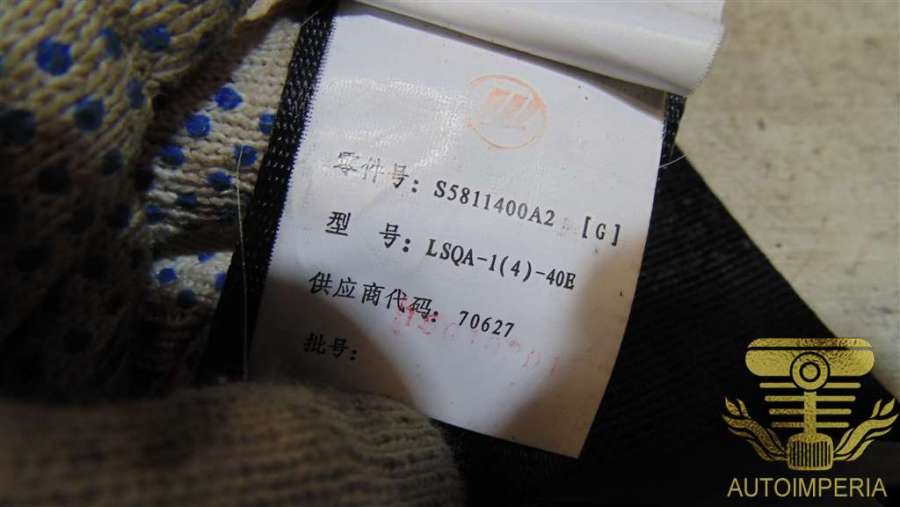 零件号: S5811400A2 [G]
型 号: LSQA-1(4)-40E
供应商代码: 70627
批号:
AUTOIMPERIA